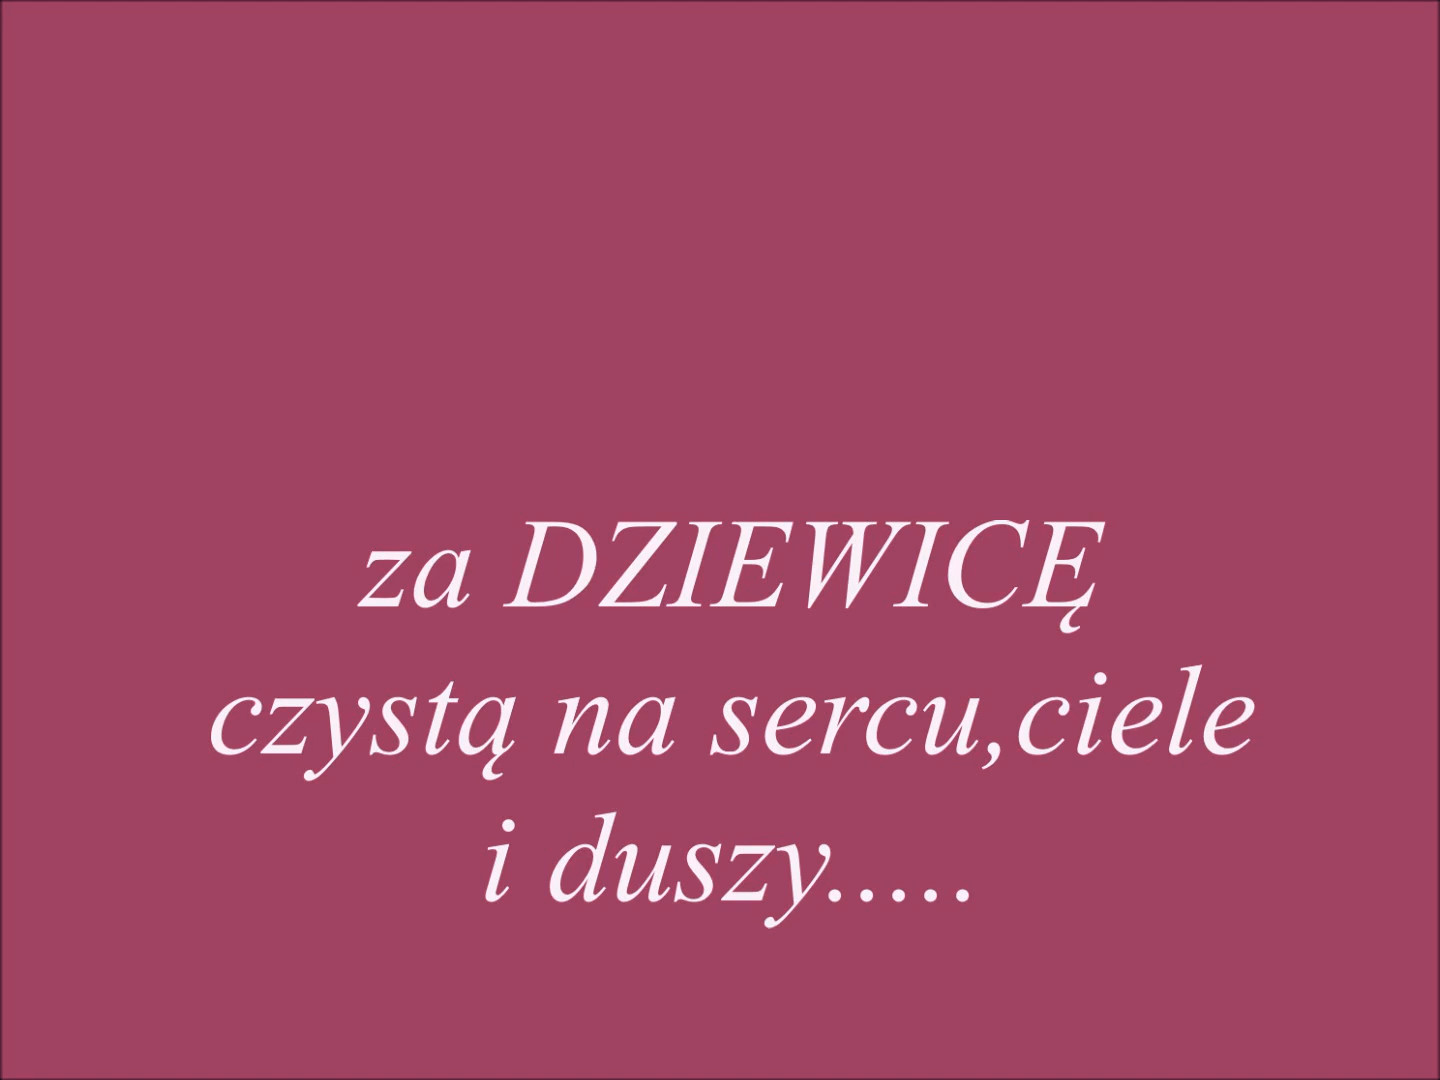 za DZIEWICĘ
czystą na sercu,ciele
i duszy.....